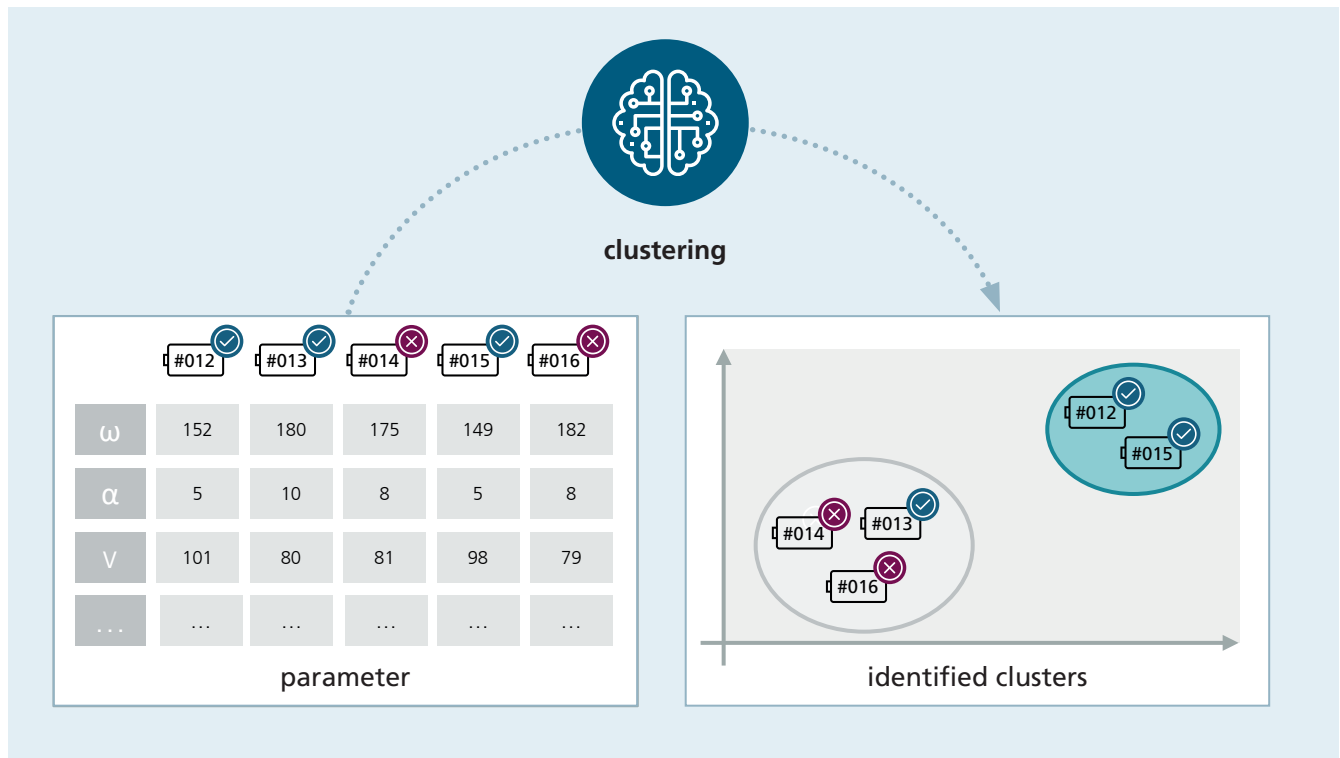 clustering
#012 #013 #014 #015 #016
ω 152 180 175 149 182
α 5 10 8 5 8
V 101 80 81 98 79
... ... ... ... ... ...
parameter
#012
#015
#014 #013
#016
identified clusters